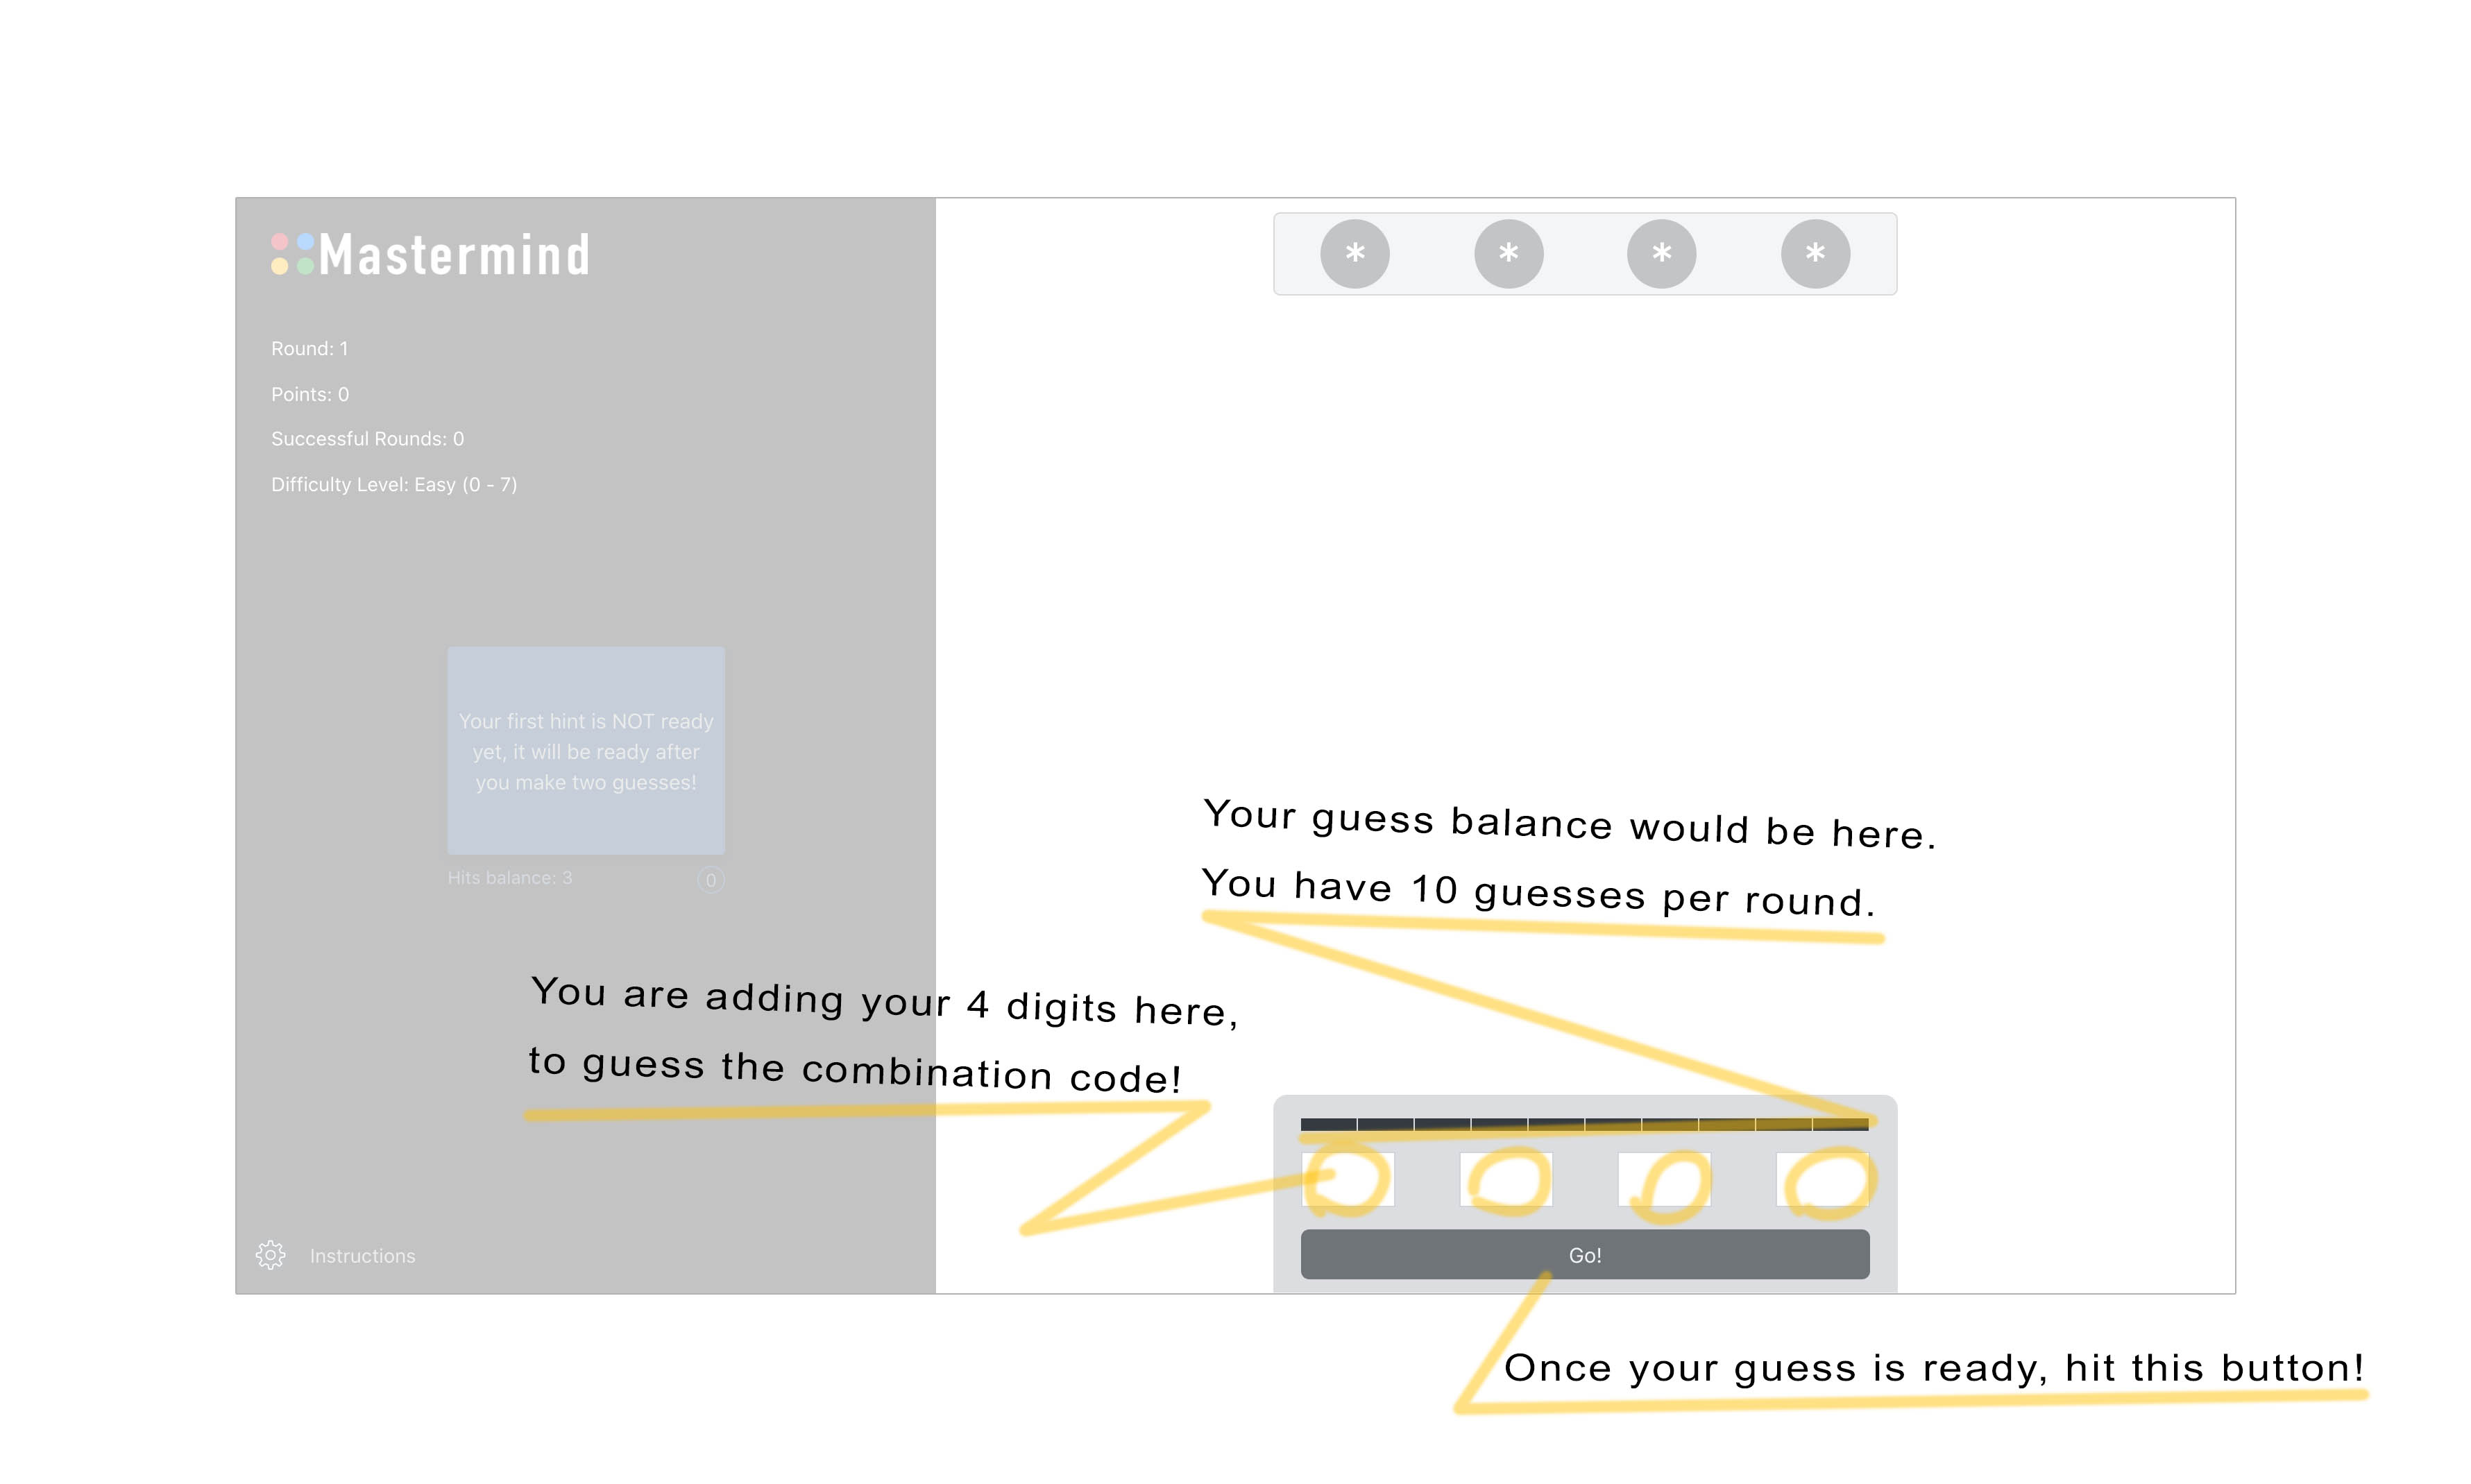 Mastermind
* * * *
Round: 1
Points: 0
Successful Rounds: 0
Difficulty Level: Easy (0 - 7)
Your first hint is NOT ready
yet, it will be ready after
you make two guesses!
Hits balance: 3
0
Your guess balance would be here.
You have 10 guesses per round.
You are adding your 4 digits here,
to guess the combination code!
Go!
Instructions
Once your guess is ready, hit this button!